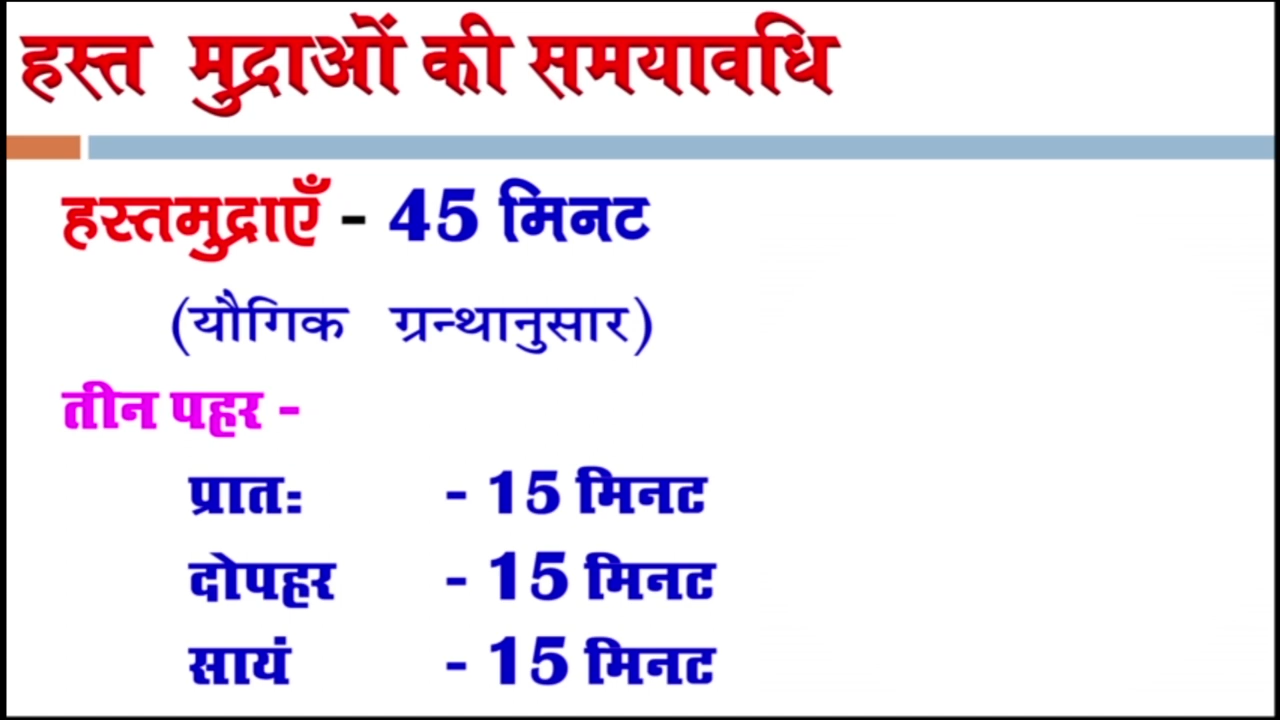 हस्त मुद्राओं की समयावधि
हस्तमुद्राएँ - 45 मिनट
(यौगिक ग्रन्थानुसार)
तीन पहर -
प्रातः - 15 मिनट
दोपहर - 15 मिनट
सायं - 15 मिनट